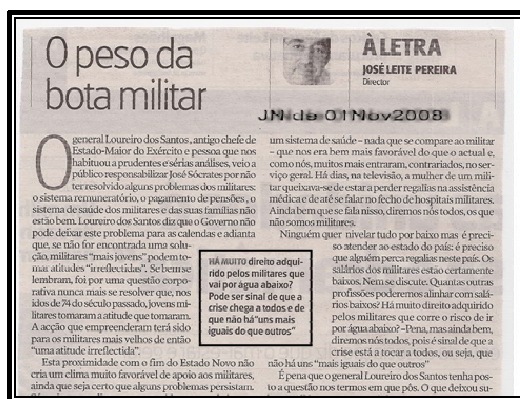 O peso da
bota militar
À LETRA
JOSÉ LEITE PEREIRA
Director
JN de 01Nov2008
O general Loureiro dos Santos, antigo chefe de
Estado-Maior do Exército e pessoa que nos
habituou a prudentes e sérias análises, veio a
público responsabilizar José Sócrates por não
ter resolvido alguns problemas dos militares:
o sistema remuneratório, o pagamento de pensões, o
sistema de saúde dos militares e das suas famílias não
estão bem. Loureiro dos Santos diz que o Governo não
pode deixar este problema para as calendas e adianta
que, se não for encontrada uma solu-
ção, militares "mais jovens" podem to-
mar atitudes "irreflectidas". Se bem se
lembram, foi por uma questão corpo-
rativa nunca mais se resolver que, nos
idos de 74 do século passado, jovens mi-
litares tomaram a atitude que tomaram.
A acção que empreenderam terá sido
para os militares mais velhos de então
"uma atitude irreflectida".
Esta proximidade com o fim do Estado Novo não
cria um clima muito favorável de apoio aos militares,
ainda que seja certo que alguns problemas persistam.
HÁ MUITO direito adqui-
rido pelos militares que
vai por água abaixo?
Pode ser sinal de que a
crise chega a todos e de
que não há "uns mais
iguais do que outros"
um sistema de saúde – nada que se compare ao militar
– que nos era bem mais favorável do que o actual e,
como nós, muitos mais entraram, contrariados, no ser-
viço geral. Há dias, na televisão, a mulher de um mili-
tar queixava-se de estar a perder regalias na assistência
médica e de até se falar no fecho de hospitais militares.
Ainda bem que se fala nisso, diremos nós todos, os que
não somos militares.
Ninguém quer nivelar tudo por baixo mas é preci-
so atender ao estado do país: é preciso
que alguém perca regalias neste país. Os
salários dos militares estão certamente
baixos. Nem se discute. Quantas outras
profissões poderemos alinhar com salá-
rios baixos? Há muito direito adquirido
pelos militares que corre o risco de ir
por água abaixo? – Pena, mas ainda bem,
diremos nós todos, pois é sinal de que a
crise está a tocar a todos, ou seja, que
não há "uns mais iguais do que outros"
É pena que o general Loureiro dos Santos tenha pos-
to a questão nos termos em que pôs. O que deixou su-